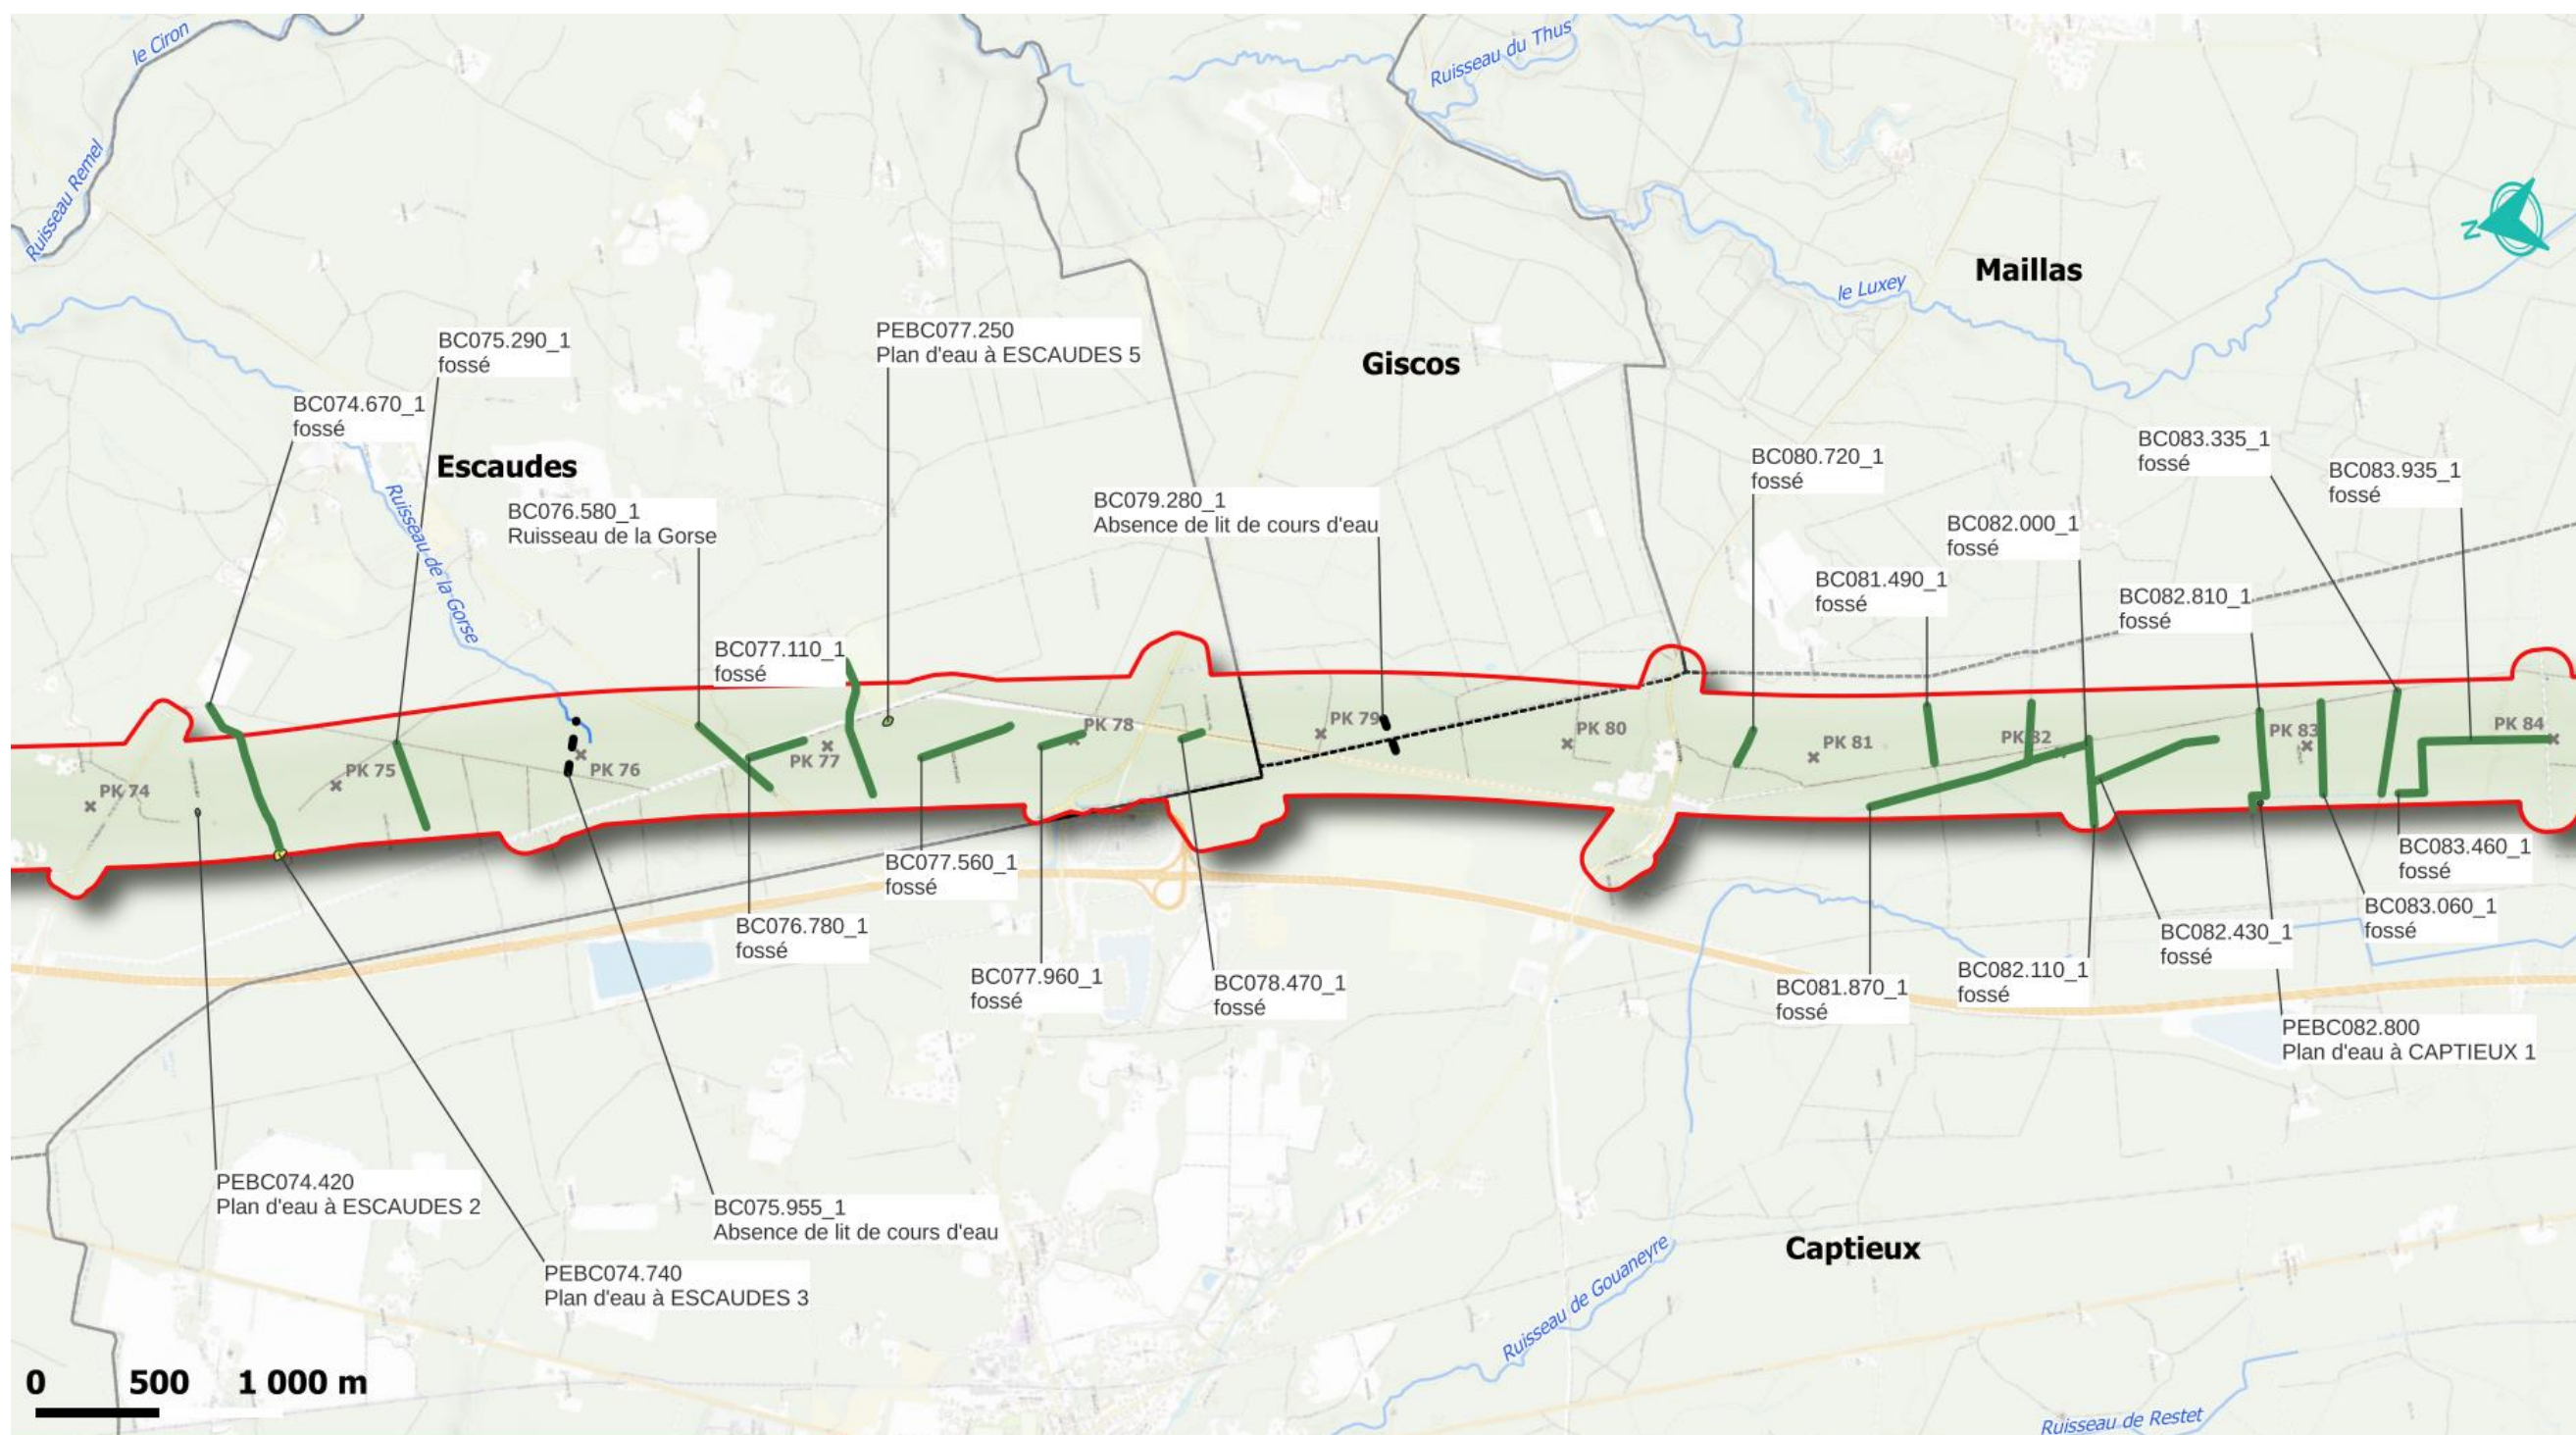 le Ciron
Ruisseau du Thus
Ruisseau Remel
N
Maillas
le Luxey
PEBC077.250
Plan d'eau à ESCAUDES 5
BC075.290_1
fossé
Giscos
BC074.670_1
fossé
Escaudes
BC083.335_1
fossé
BC080.720_1
fossé
BC083.935_1
fossé
Ruisseau de la Gorse
BC076.580_1
Ruisseau de la Gorse
BC079.280_1
Absence de lit de cours d'eau
BC082.000_1
fossé
BC081.490_1
fossé
BC082.810_1
fossé
BC077.110_1
fossé
PK 74
PK 75
PK 76
PK 77
PK 78
PK 79
PK 80
PK 81
PK 82
PK 83
PK 84
BC077.560_1
fossé
BC083.460_1
fossé
BC076.780_1
fossé
BC083.060_1
fossé
BC082.430_1
fossé
BC077.960_1
fossé
BC078.470_1
fossé
BC081.870_1
fossé
BC082.110_1
fossé
PEBC082.800
Plan d'eau à CAPTIEUX 1
PEBC074.420
Plan d'eau à ESCAUDES 2
BC075.955_1
Absence de lit de cours d'eau
PEBC074.740
Plan d'eau à ESCAUDES 3
Captieux
Ruisseau de Gouaneyre
Ruisseau de Restet
0 500 1 000 m